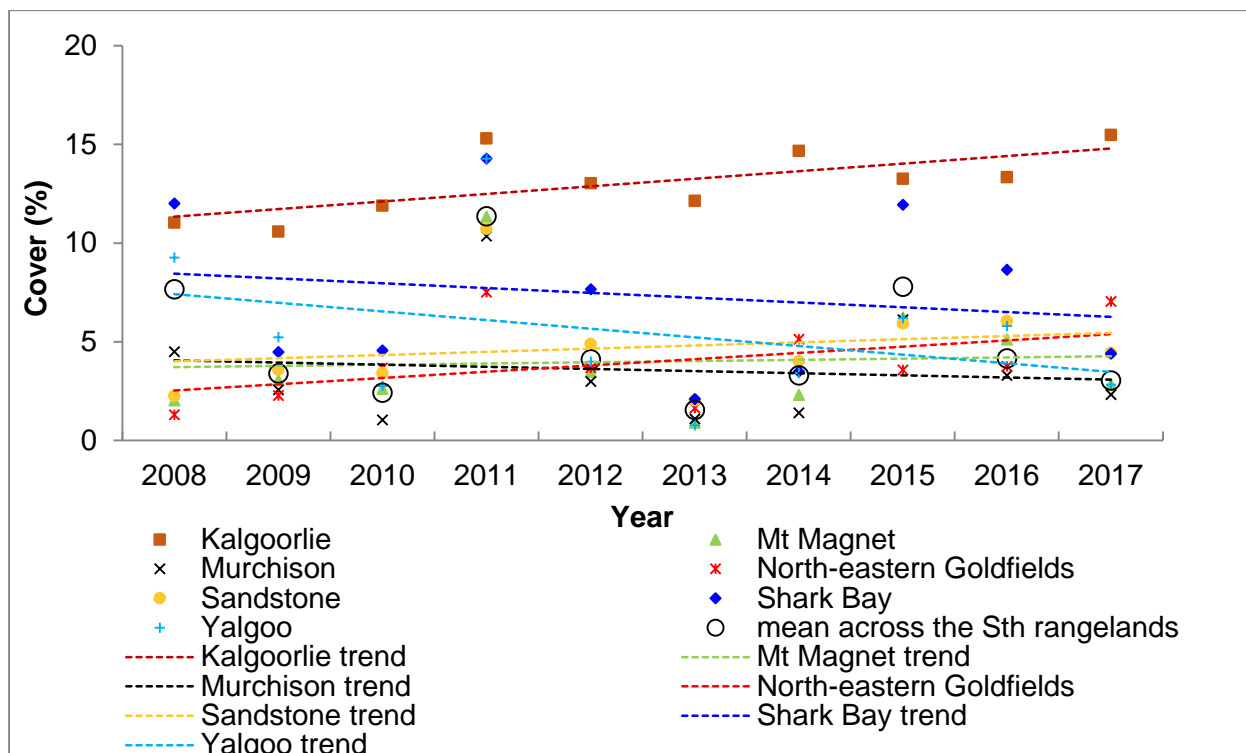 20
15
10
5
0
Cover (%)
2008 2009 2010 2011 2012 2013 2014 2015 2016 2017
Year
Kalgoorlie Mt Magnet
Murchison North-eastern Goldfields
Sandstone Shark Bay
Yalgoo mean across the Sth rangelands
Kalgoorlie trend Mt Magnet trend
Murchison trend North-eastern Goldfields
Sandstone trend Shark Bay trend
Yalgoo trend